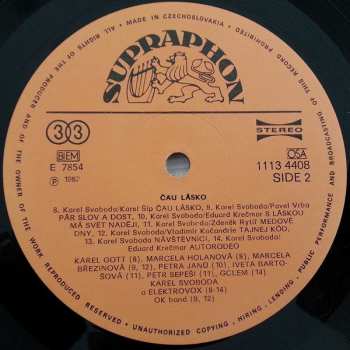 • MADE IN CZECHOSLOVAKIA •
ALL RIGHTS OF THE PRODUCER AND OF THE OWNER OF THE WORK REPRODUCED RESERVED • UNAUTHORIZED COPYING, HIRING, LENDING, PUBLIC PERFORMANCE AND BROADCASTING OF THIS RECORD PROHIBITED
SUPRAPHON
33
STEREO
BIEM
E 7854
OSA
1113 4408
℗ 1982
SIDE 2
ČAU LÁSKO
8. Karel Svoboda/Karel Šíp ČAU LÁSKO, 9. Karel Svoboda/Pavel Vrba
PÁR SLOV A DOST, 10. Karel Svoboda/Eduard Krečmar S LÁSKOU
MÁ SVĚT NADĚJI, 11. Karel Svoboda/Zdeněk Rytíř MEDOVÉ
DNY, 12. Karel Svoboda/Vladimír Kočandrle TAJNEJ KÓD,
13. Karel Svoboda NÁVŠTĚVNÍCI, 14. Karel Svoboda/
Eduard Krečmar AUTORODEO
KAREL GOTT (8), MARCELA HOLANOVÁ (8), MARCELA
BŘEZINOVÁ (9, 12), PETRA JANŮ (10), IVETA BARTO-
ŠOVÁ (11), PETR SEPEŠI (11), GCLEM (14)
KAREL SVOBODA
a ELEKTROVOX (8-14)
OK band (9, 12)